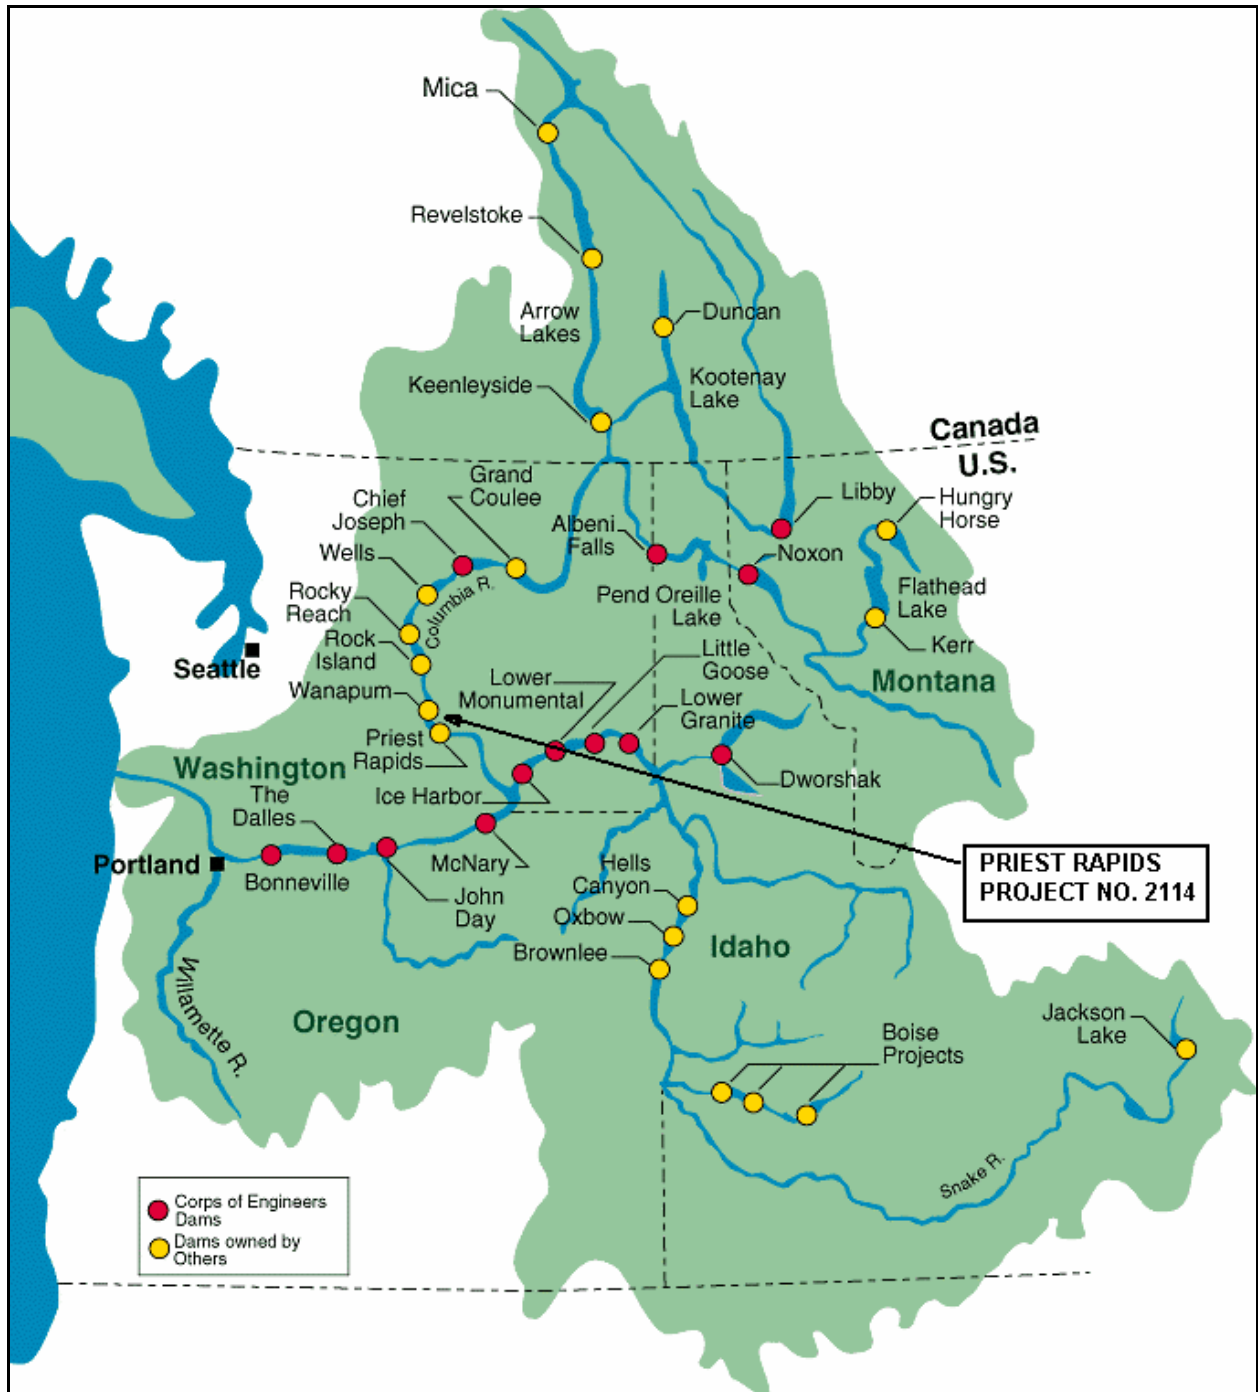 Mica
Revelstoke
Arrow
Lakes
Duncan
Keenleyside
Kootenay
Lake
Canada
U.S.
Grand
Coulee
Chief
Joseph
Libby
Hungry
Horse
Albeni
Falls
Wells
Noxon
Rocky
Reach
Columbia R.
Pend Oreille
Lake
Flathead
Lake
Rock
Island
Kerr
Seattle
Little
Goose
Lower
Monumental
Wanapum
Lower
Granite
Montana
Priest
Rapids
Washington
Ice Harbor
Dworshak
The
Dalles
Portland
Bonneville
McNary
John
Day
Hells
Canyon
PRIEST RAPIDS
PROJECT NO. 2114
Oxbow
Brownlee
Idaho
Willamette R.
Oregon
Boise
Projects
Jackson
Lake
Snake R.
Corps of Engineers
Dams
Dams owned by
Others